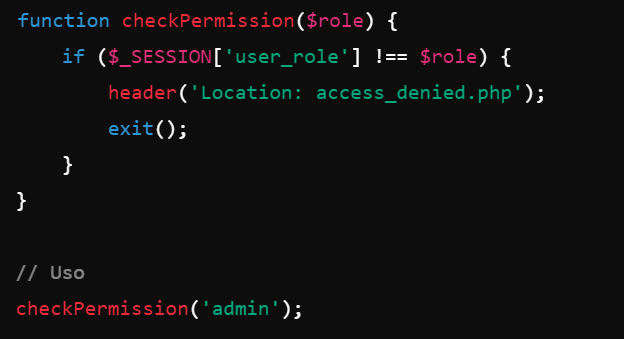 function checkPermission($role) {
    if ($_SESSION['user_role'] !== $role) {
        header('Location: access_denied.php');
        exit();
    }
}

// Uso
checkPermission('admin');